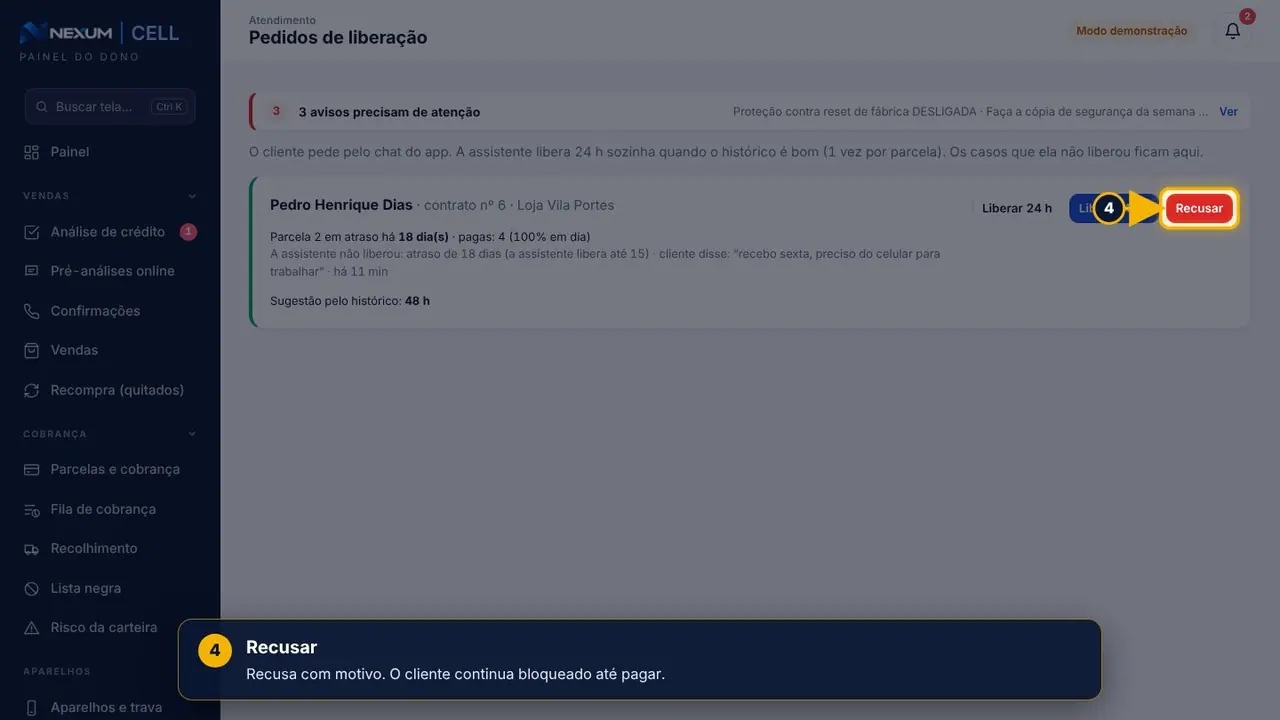 NEXUM | CELL
PAINEL DO DONO
Buscar tela... Ctrl K
Painel
VENDAS
Análise de crédito 1
Pré-análises online
Confirmações
Vendas
Recompra (quitados)
COBRANÇA
Parcelas e cobrança
Fila de cobrança
Recolhimento
Lista negra
Risco da carteira
APARELHOS
Aparelhos e trava
Atendimento
Pedidos de liberação
Modo demonstração
2
3 3 avisos precisam de atenção Proteção contra reset de fábrica DESLIGADA · Faça a cópia de segurança da semana ... Ver
O cliente pede pelo chat do app. A assistente libera 24 h sozinha quando o histórico é bom (1 vez por parcela). Os casos que ela não liberou ficam aqui.
Pedro Henrique Dias · contrato nº 6 · Loja Vila Portes
Liberar 24 h 4 Recusar
Parcela 2 em atraso há 18 dia(s) · pagas: 4 (100% em dia)
A assistente não liberou: atraso de 18 dias (a assistente libera até 15) · cliente disse: "recebo sexta, preciso do celular para
trabalhar" · há 11 min
Sugestão pelo histórico: 48 h
4 Recusar
Recusa com motivo. O cliente continua bloqueado até pagar.